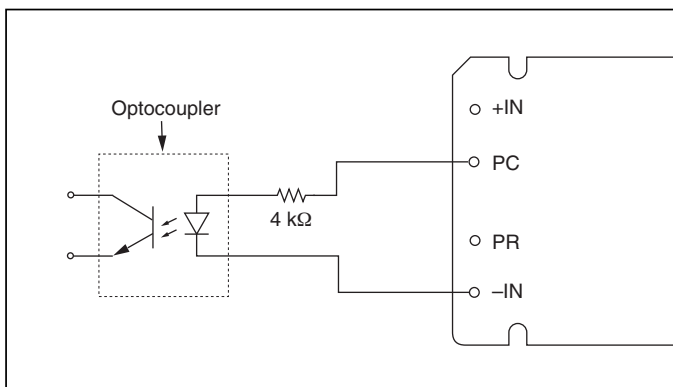 Optocoupler
4 kΩ
+IN
PC
PR
–IN